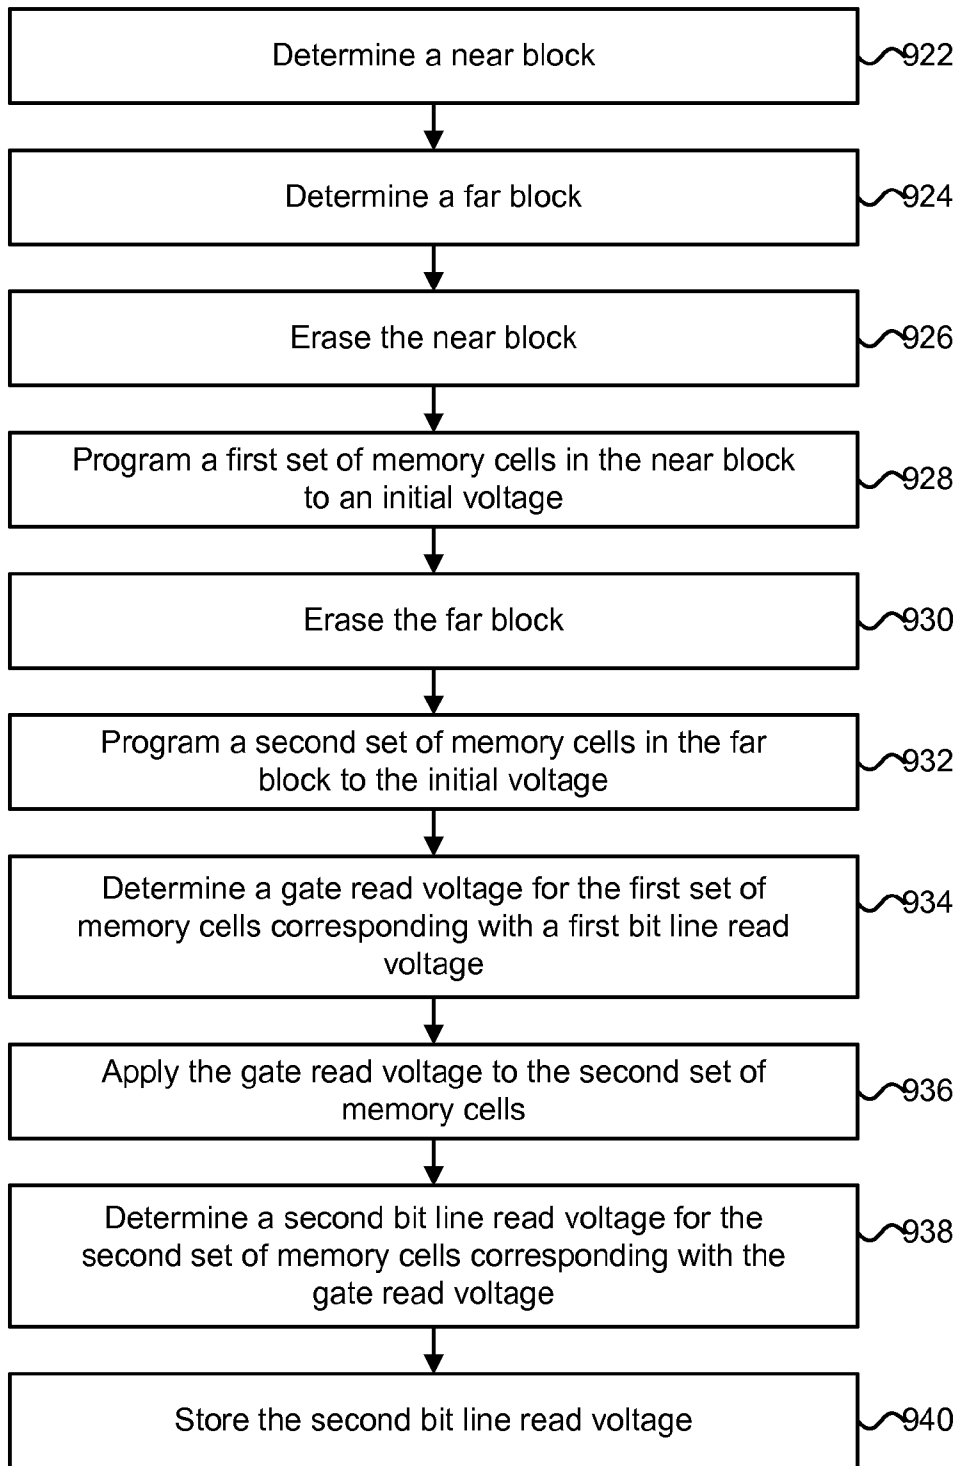 Determine a near block
922
Determine a far block
924
Erase the near block
926
Program a first set of memory cells in the near block
to an initial voltage
928
Erase the far block
930
Program a second set of memory cells in the far
block to the initial voltage
932
Determine a gate read voltage for the first set of
memory cells corresponding with a first bit line read
voltage
934
Apply the gate read voltage to the second set of
memory cells
936
Determine a second bit line read voltage for the
second set of memory cells corresponding with the
gate read voltage
938
Store the second bit line read voltage
940